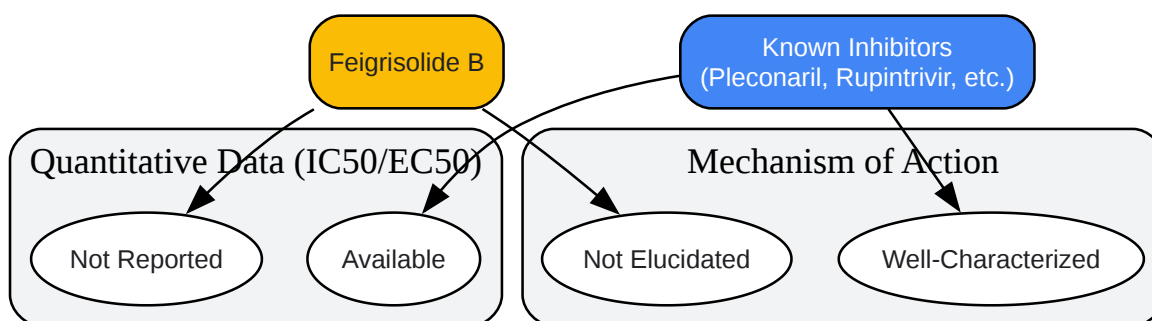 Feigrisolide B
Known Inhibitors
(Pleconaril, Rupintrivir, etc.)
Quantitative Data (IC50/EC50)
Mechanism of Action
Not Reported
Available
Not Elucidated
Well-Characterized